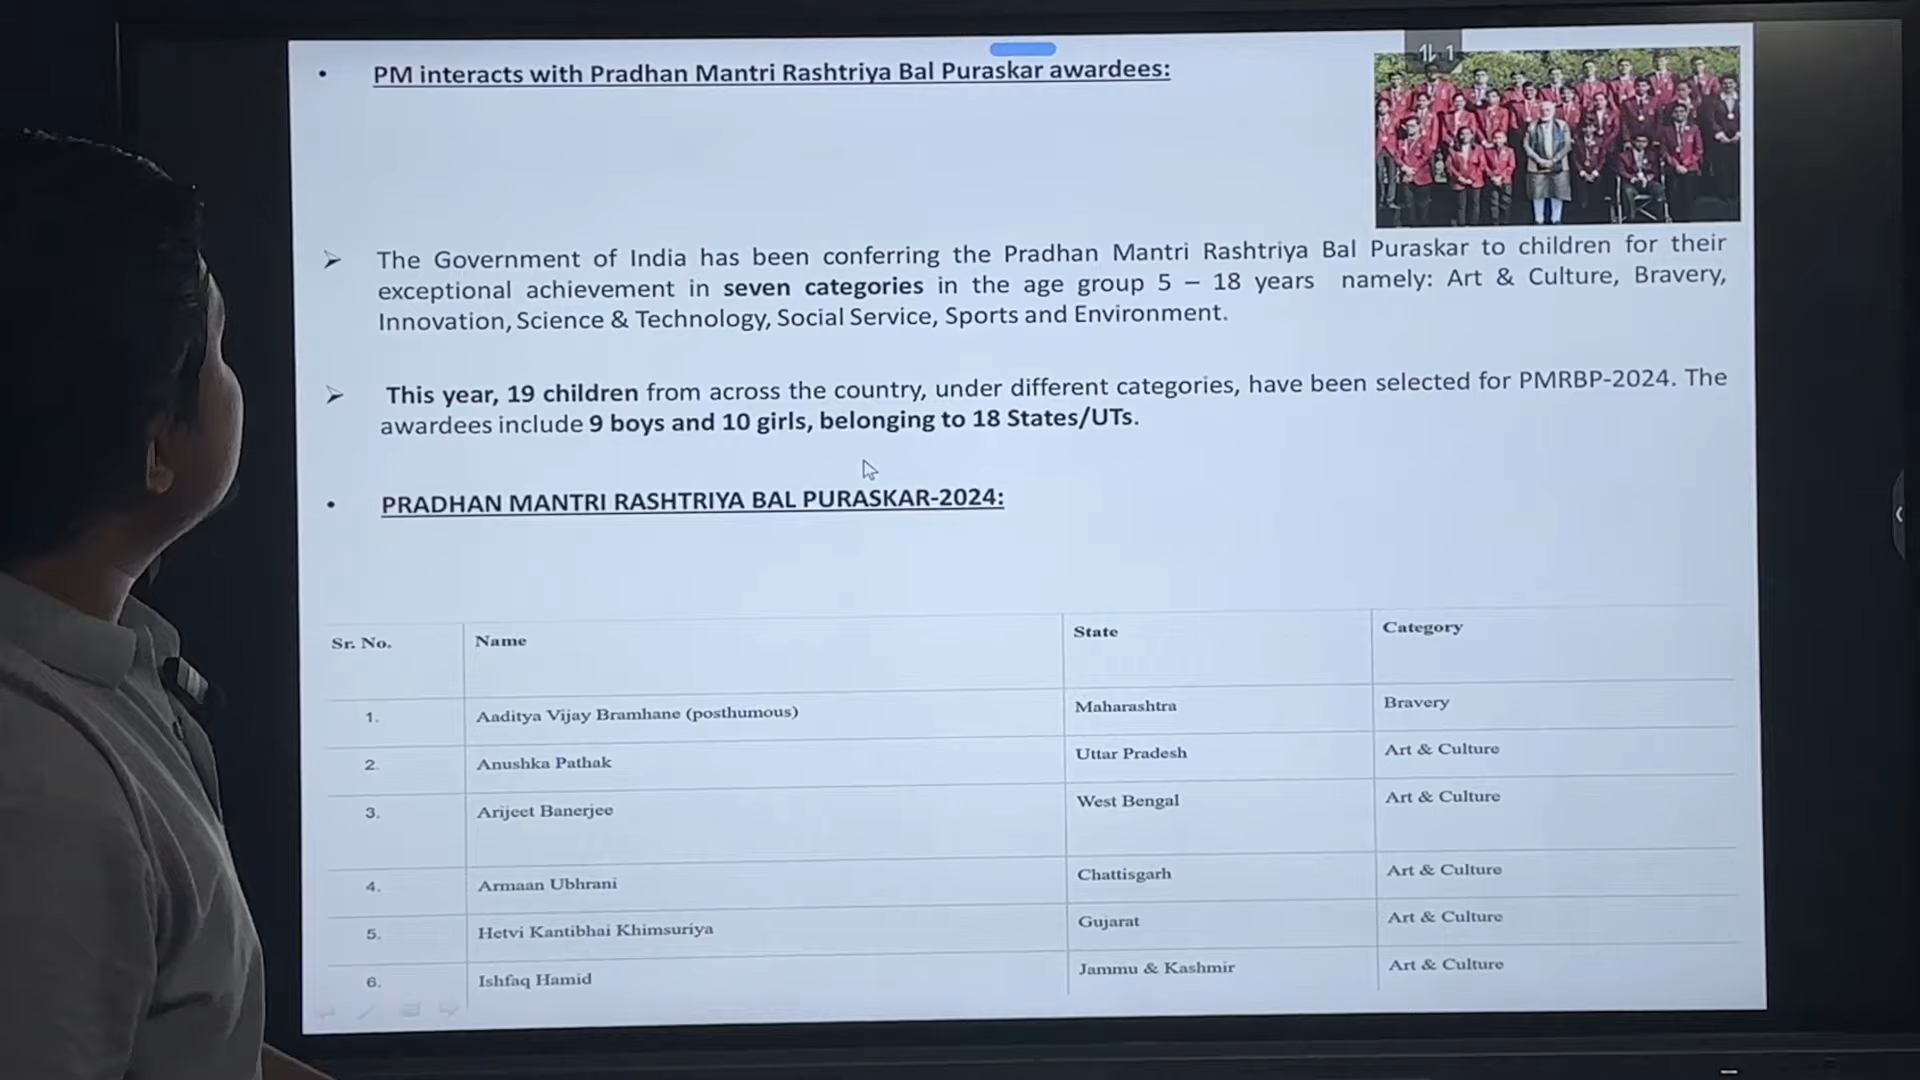 1
• PM interacts with Pradhan Mantri Rashtriya Bal Puraskar awardees:
➢ The Government of India has been conferring the Pradhan Mantri Rashtriya Bal Puraskar to children for their
exceptional achievement in seven categories in the age group 5 – 18 years namely: Art & Culture, Bravery,
Innovation, Science & Technology, Social Service, Sports and Environment.
➢ This year, 19 children from across the country, under different categories, have been selected for PMRBP-2024. The
awardees include 9 boys and 10 girls, belonging to 18 States/UTs.
• PRADHAN MANTRI RASHTRIYA BAL PURASKAR-2024:
Sr. No. Name State Category
1. Aaditya Vijay Bramhane (posthumous) Maharashtra Bravery
2. Anushka Pathak Uttar Pradesh Art & Culture
3. Arijeet Banerjee West Bengal Art & Culture
4. Armaan Ubhrani Chattisgarh Art & Culture
5. Hetvi Kantibhai Khimsuriya Gujarat Art & Culture
6. Ishfaq Hamid Jammu & Kashmir Art & Culture